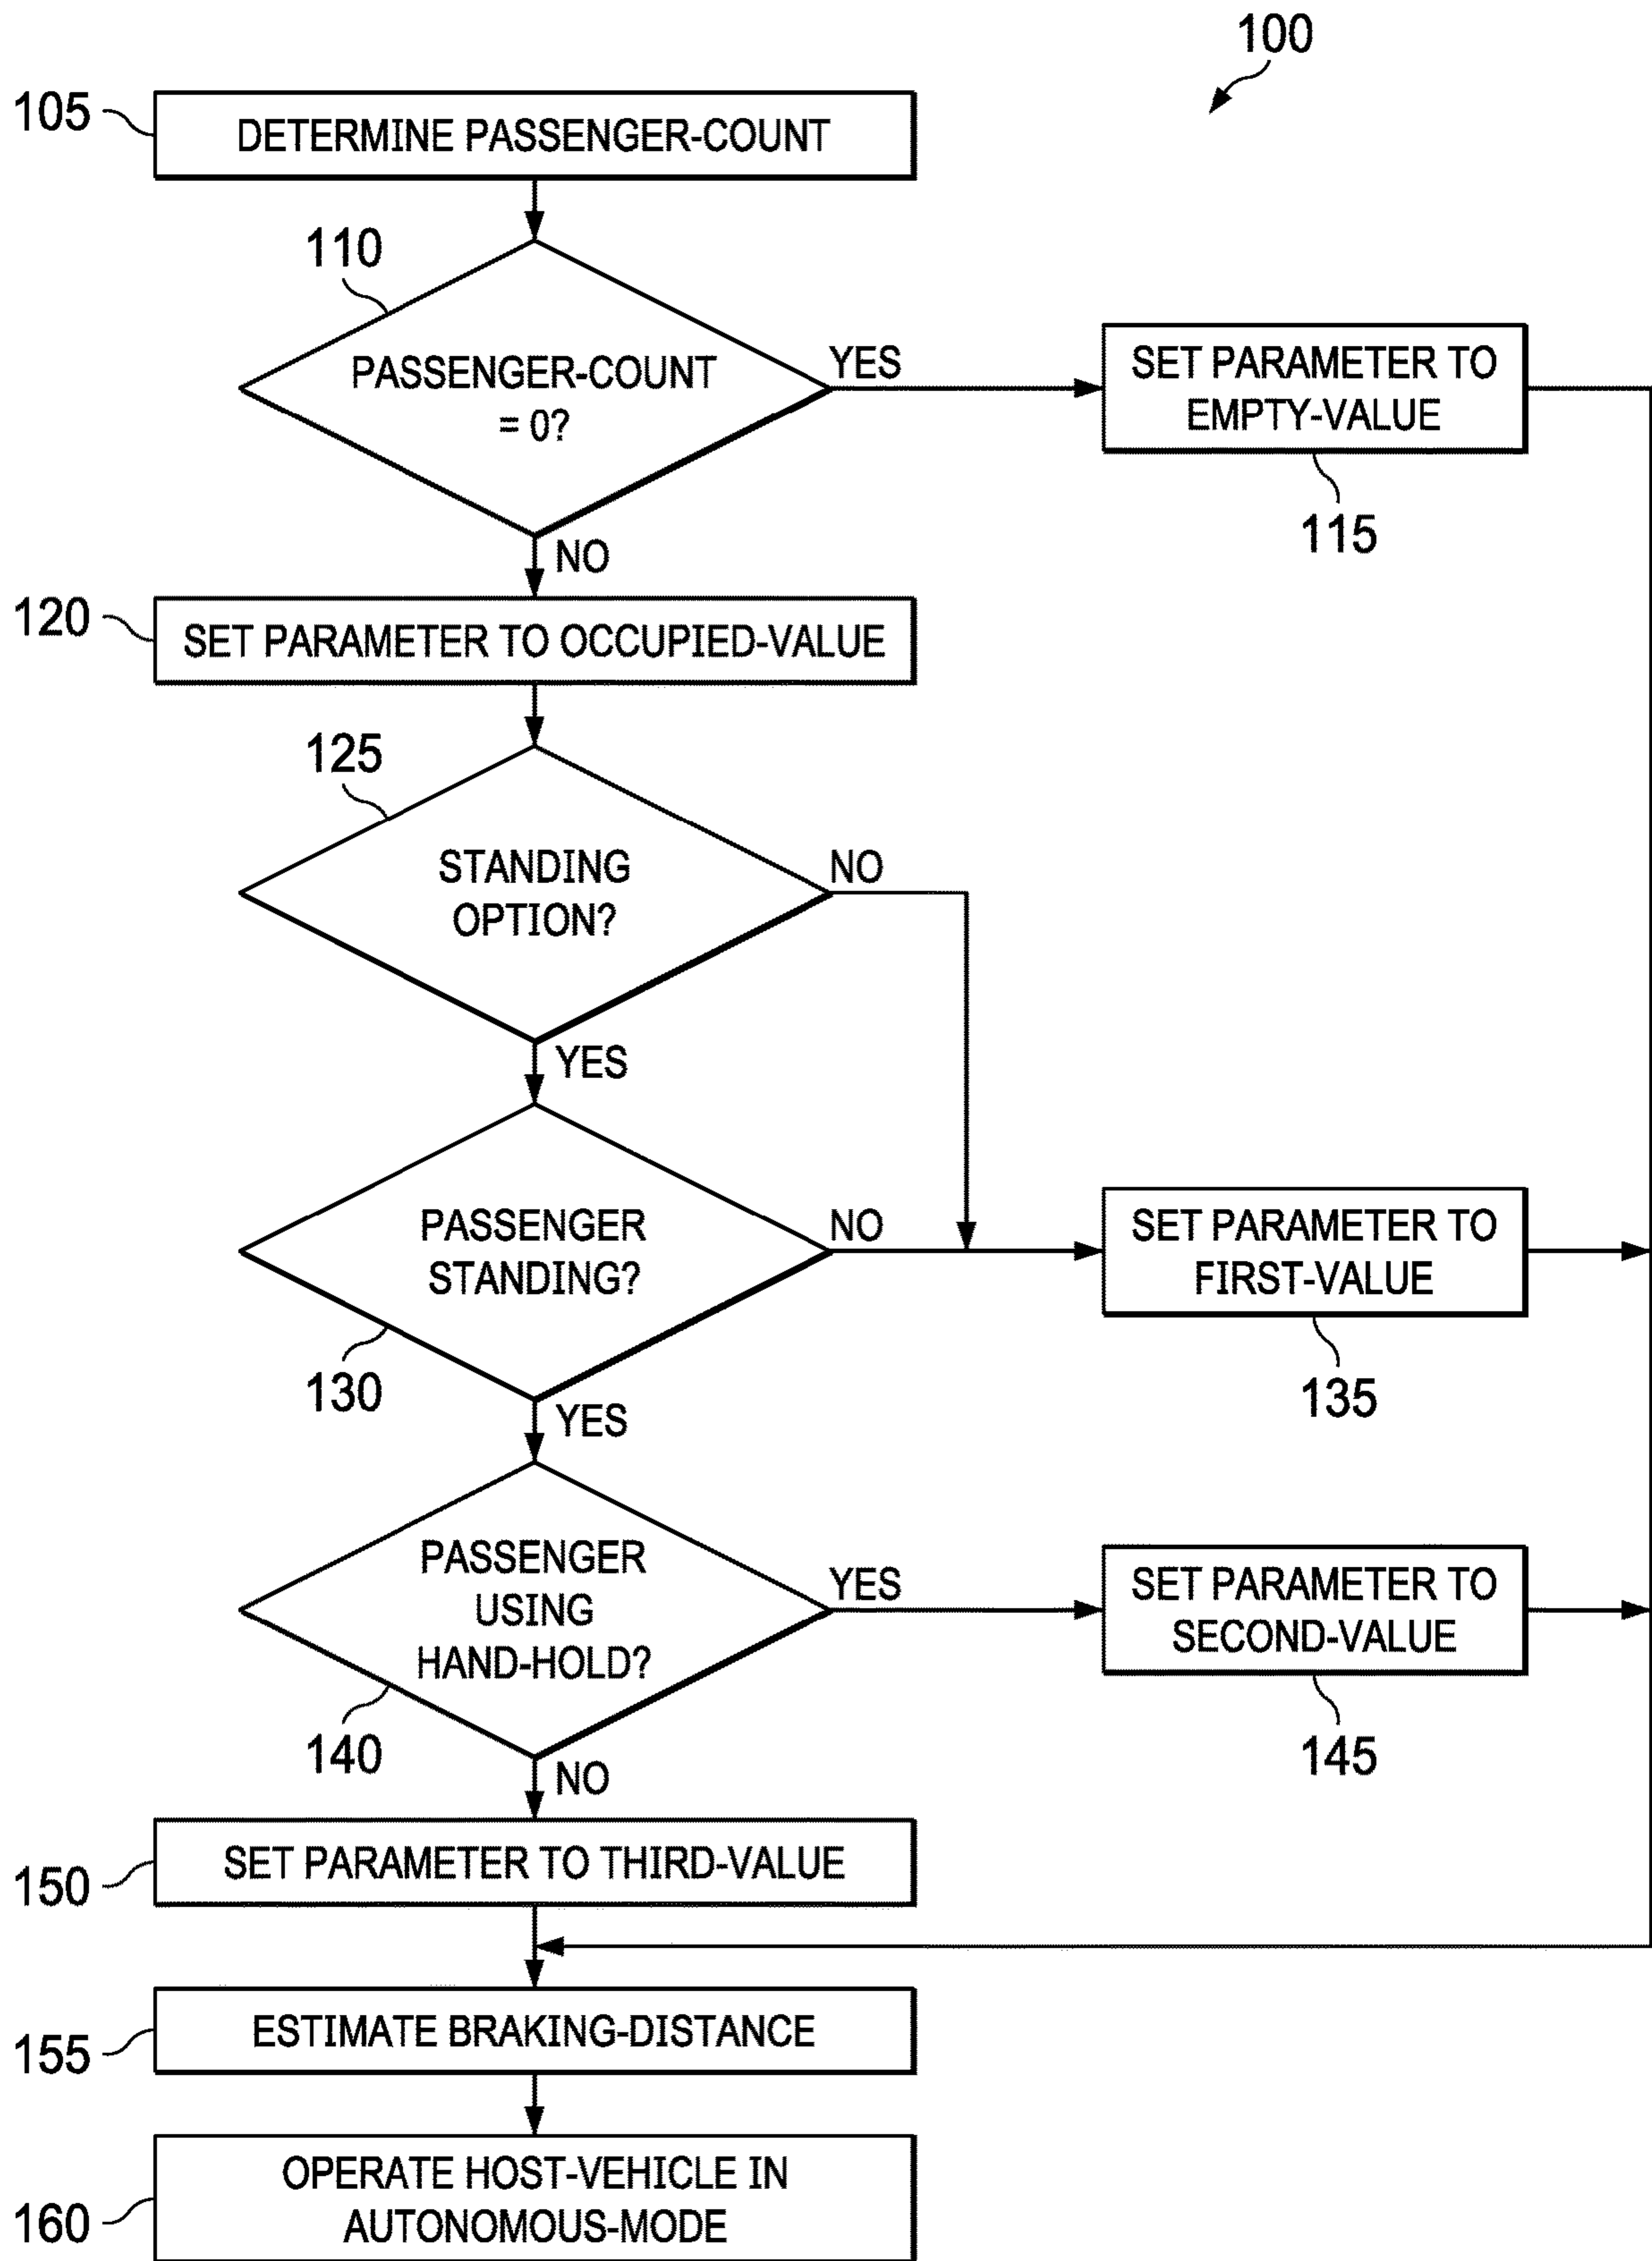 100
105
DETERMINE PASSENGER-COUNT
110
PASSENGER-COUNT
= 0?
YES
SET PARAMETER TO
EMPTY-VALUE
115
NO
120
SET PARAMETER TO OCCUPIED-VALUE
125
STANDING
OPTION?
NO
YES
PASSENGER
STANDING?
NO
SET PARAMETER TO
FIRST-VALUE
130
135
YES
PASSENGER
USING
HAND-HOLD?
YES
SET PARAMETER TO
SECOND-VALUE
140
145
NO
150
SET PARAMETER TO THIRD-VALUE
155
ESTIMATE BRAKING-DISTANCE
160
OPERATE HOST-VEHICLE IN
AUTONOMOUS-MODE